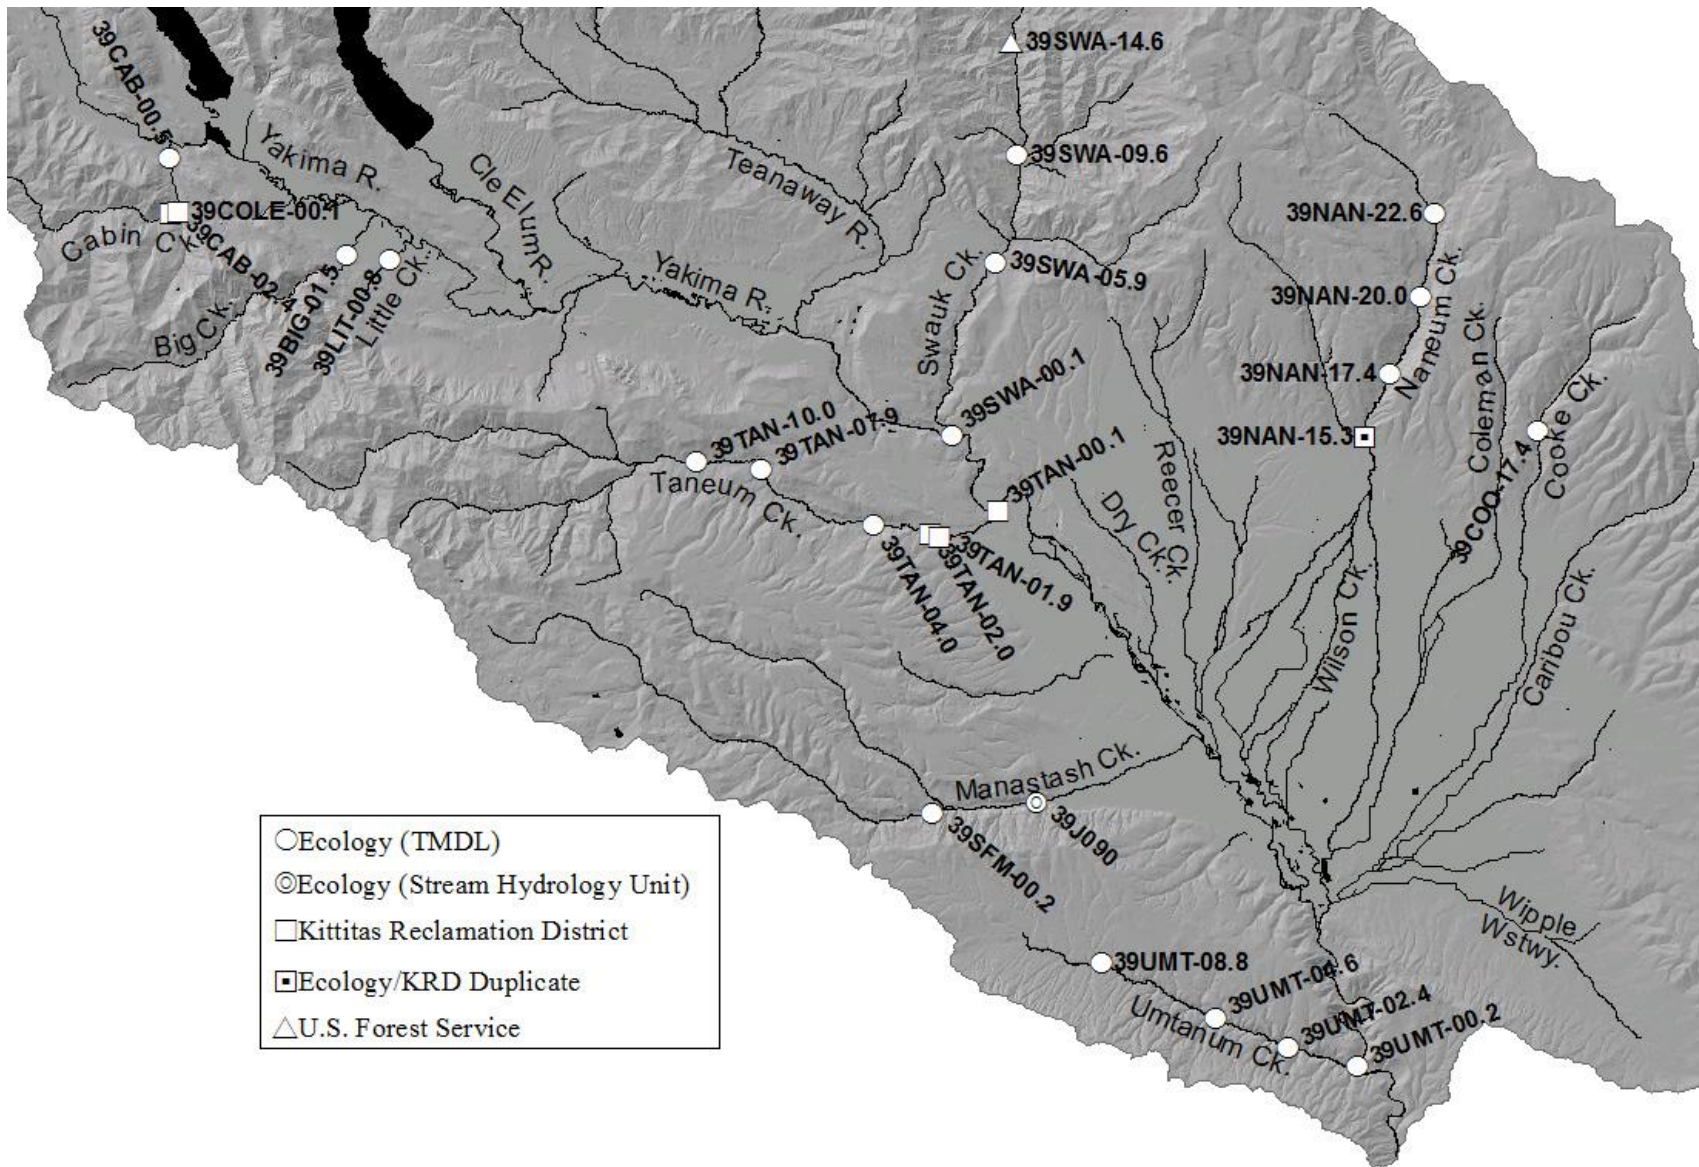 39SWA-14.6
39CAB-00.5
Yakima R.
Cle Elum R.
Teanaway R.
39SWA-09.6
39COLE-00.1
39NAN-22.6
Cabin Ck.
39CAB-02.4
39BIG-01.5
39LIT-00.8
Little Ck.
Big Ck.
Yakima R.
Swauk Ck.
39SWA-05.9
39NAN-20.0
Naneum Ck.
Coleman Ck.
39NAN-17.4
Cooke Ck.
39SWA-00.1
39TAN-10.0
39TAN-07.9
39NAN-15.3
39COO-17.4
39TAN-00.1
Taneum Ck.
Dry Ck.
Reecer Ck.
39TAN-01.9
39TAN-02.0
39TAN-04.0
Wilson Ck.
Caribou Ck.
Manastash Ck.
39J090
39SFM-00.2
Ecology (TMDL)
Ecology (Stream Hydrology Unit)
Kittitas Reclamation District
Ecology/KRD Duplicate
U.S. Forest Service
Wipple
Wstwy.
39UMT-08.8
39UMT-04.6
39UMT-02.4
39UMT-00.2
Umtanum Ck.